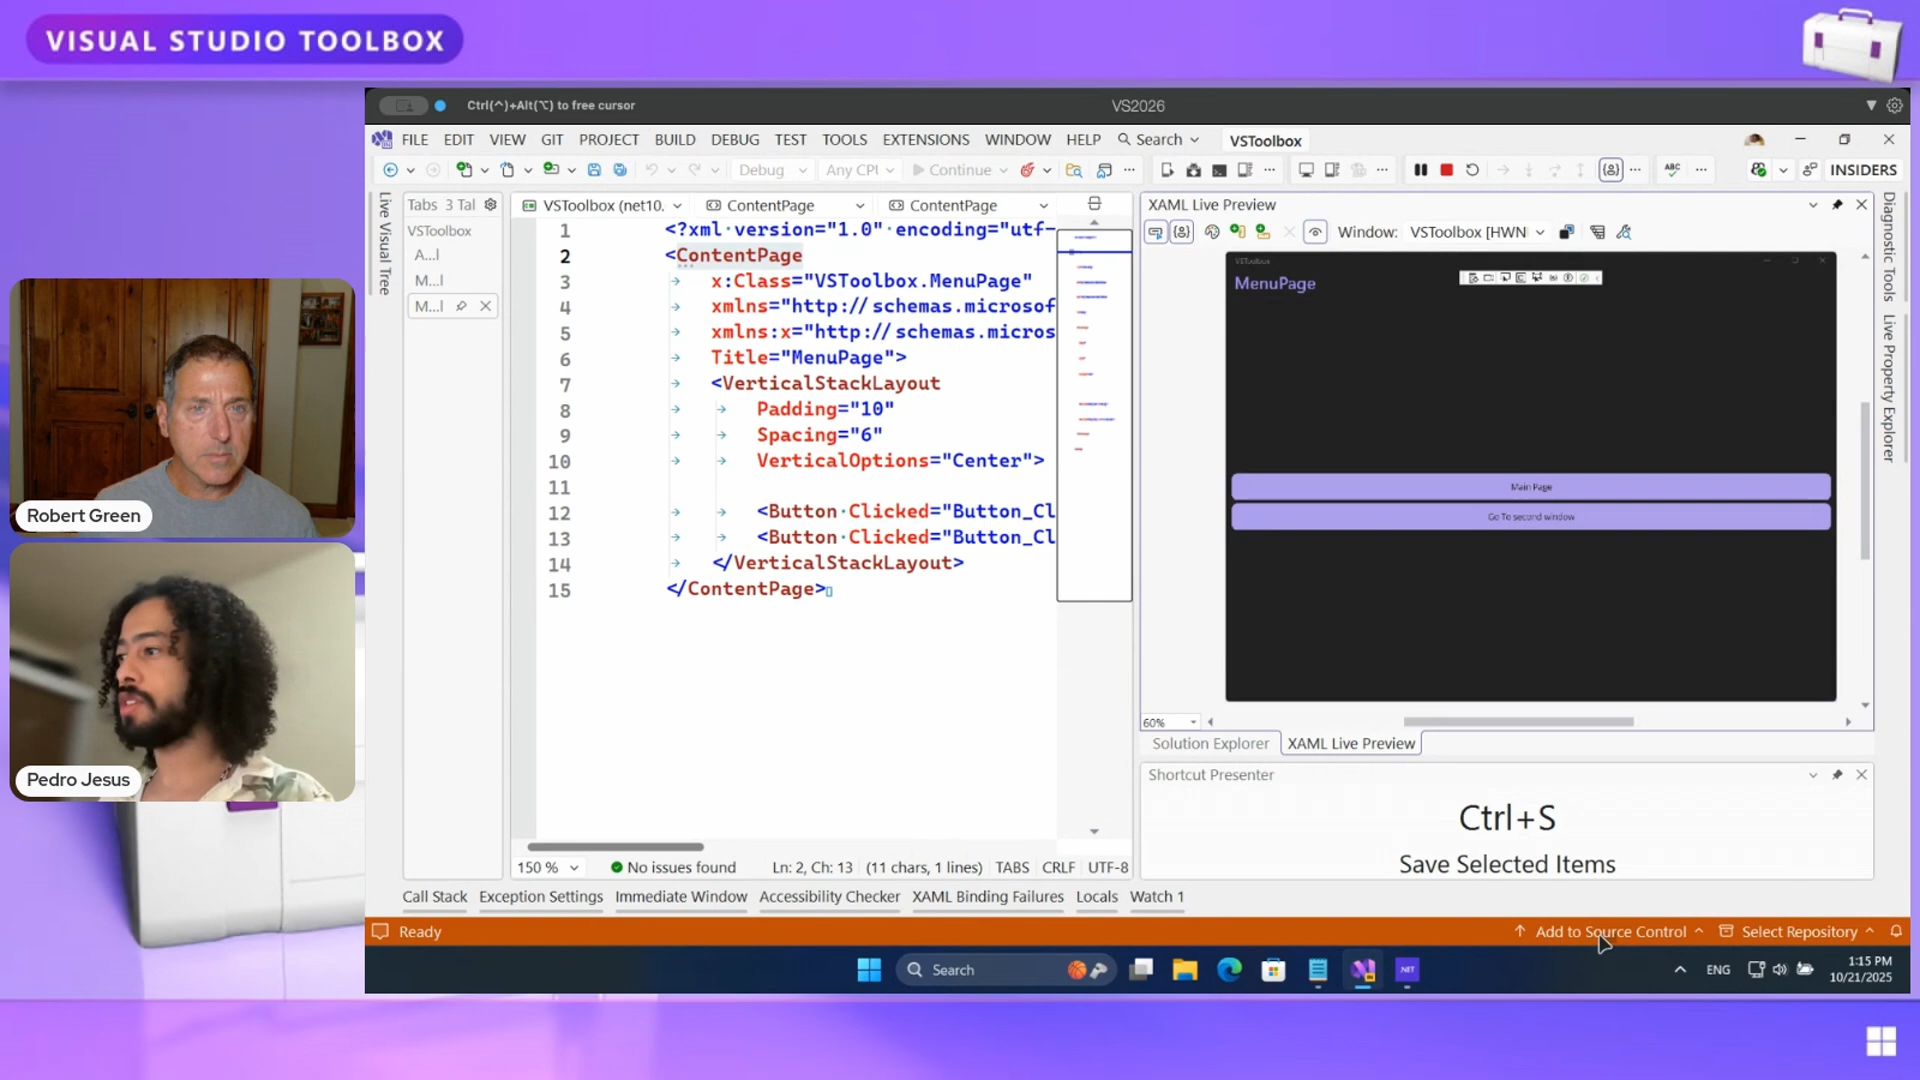 VISUAL STUDIO TOOLBOX
Ctrl(^)+Alt(⌥) to free cursor
VS2026
FILE EDIT VIEW GIT PROJECT BUILD DEBUG TEST TOOLS EXTENSIONS WINDOW HELP Search VSToolbox
Debug Any CPU Continue INSIDERS
Live Visual Tree
Tabs 3 Tal
VSToolbox
A...l
M...l
M...l
VSToolbox (net10. ContentPage ContentPage
1 <?xml·version="1.0"·encoding="utf-
2 <ContentPage
3 x:Class="VSToolbox.MenuPage"
4 xmlns="http://schemas.microsof
5 xmlns:x="http://schemas.micros
6 Title="MenuPage">
7 <VerticalStackLayout
8 Padding="10"
9 Spacing="6"
10 VerticalOptions="Center">
11
12 <Button·Clicked="Button_Cl
13 <Button·Clicked="Button_Cl
14 </VerticalStackLayout>
15 </ContentPage>
150 % No issues found Ln: 2, Ch: 13 (11 chars, 1 lines) TABS CRLF UTF-8
XAML Live Preview
Window: VSToolbox [HWN
VSToolbox
MenuPage
Main Page
Go To second window
60%
Solution Explorer XAML Live Preview
Shortcut Presenter
Ctrl+S
Save Selected Items
Diagnostic Tools
Live Property Explorer
Call Stack Exception Settings Immediate Window Accessibility Checker XAML Binding Failures Locals Watch 1
Ready Add to Source Control Select Repository
Search
.NET
ENG
1:15 PM
10/21/2025
Robert Green
Pedro Jesus